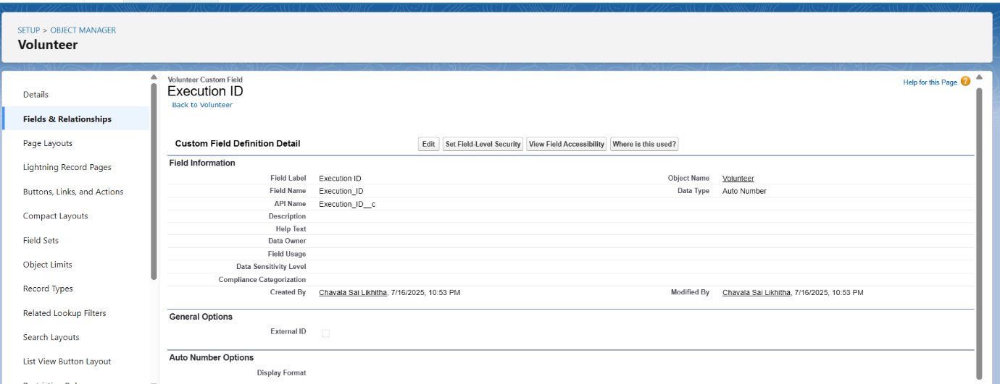 SETUP > OBJECT MANAGER
Volunteer
Details
Fields & Relationships
Page Layouts
Lightning Record Pages
Buttons, Links, and Actions
Compact Layouts
Field Sets
Object Limits
Record Types
Related Lookup Filters
Search Layouts
List View Button Layout
Volunteer Custom Field
Execution ID
Back to Volunteer
Help for this Page ?
Custom Field Definition Detail Edit Set Field-Level Security View Field Accessibility Where is this used?
Field Information
Field Label Execution ID Object Name Volunteer
Field Name Execution_ID Data Type Auto Number
API Name Execution_ID__c
Description
Help Text
Data Owner
Field Usage
Data Sensitivity Level
Compliance Categorization
Created By Chavala Sai Likhitha, 7/16/2025, 10:53 PM Modified By Chavala Sai Likhitha, 7/16/2025, 10:53 PM
General Options
External ID
Auto Number Options
Display Format